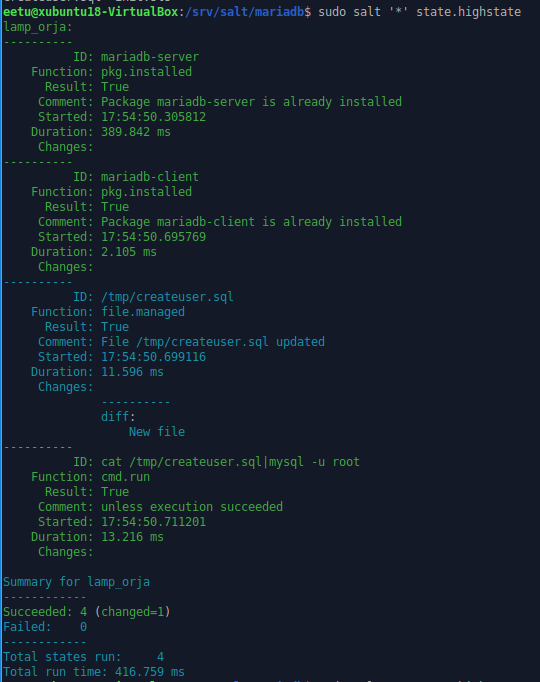 eetu@xubuntu18-VirtualBox:/srv/salt/mariadb$ sudo salt '*' state.highstate
lamp_orja:
----------
          ID: mariadb-server
    Function: pkg.installed
      Result: True
     Comment: Package mariadb-server is already installed
     Started: 17:54:50.305812
    Duration: 389.842 ms
     Changes:
----------
          ID: mariadb-client
    Function: pkg.installed
      Result: True
     Comment: Package mariadb-client is already installed
     Started: 17:54:50.695769
    Duration: 2.105 ms
     Changes:
----------
          ID: /tmp/createuser.sql
    Function: file.managed
      Result: True
     Comment: File /tmp/createuser.sql updated
     Started: 17:54:50.699116
    Duration: 11.596 ms
     Changes:
              ----------
              diff:
                  New file
----------
          ID: cat /tmp/createuser.sql|mysql -u root
    Function: cmd.run
      Result: True
     Comment: unless execution succeeded
     Started: 17:54:50.711201
    Duration: 13.216 ms
     Changes:

Summary for lamp_orja
------------
Succeeded: 4 (changed=1)
Failed:    0
------------
Total states run:     4
Total run time: 416.759 ms